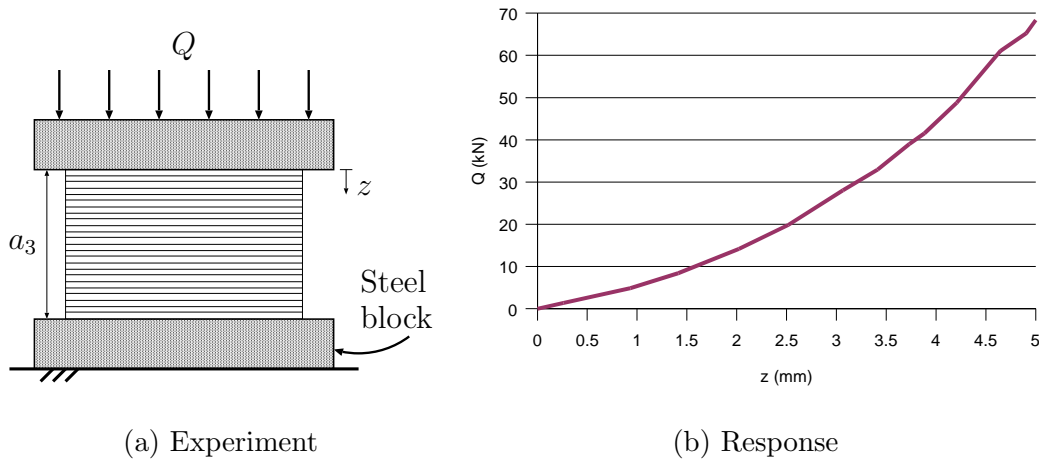 Q
z
a₃
Steel
block
(a) Experiment
70
60
50
40
30
20
10
0
Q (kN)
0 0.5 1 1.5 2 2.5 3 3.5 4 4.5 5
z (mm)
(b) Response